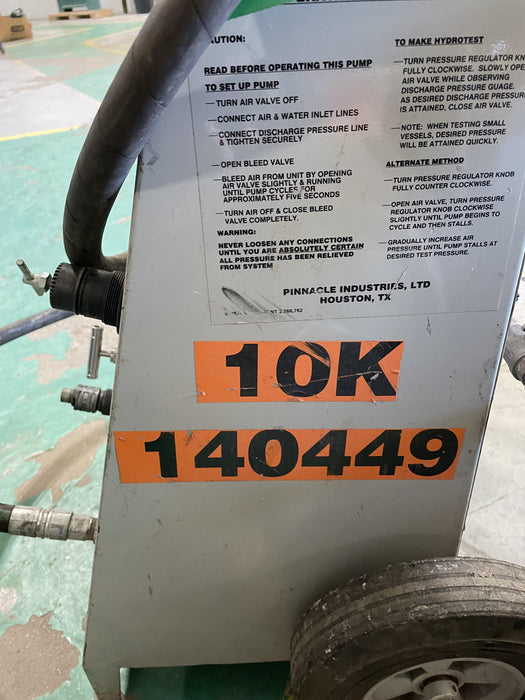 AUTION:
READ BEFORE OPERATING THIS PUMP
TO SET UP PUMP
—TURN AIR VALVE OFF
—CONNECT AIR & WATER INLET LINES
—CONNECT DISCHARGE PRESSURE LINE
& TIGHTEN SECURELY
—OPEN BLEED VALVE
—BLEED AIR FROM UNIT BY OPENING
AIR VALVE SLIGHTLY & RUNNING
UNTIL PUMP CYCLES FOR
APPROXIMATELY FIVE SECONDS
—TURN AIR OFF & CLOSE BLEED
VALVE COMPLETELY.
WARNING:
NEVER LOOSEN ANY CONNECTIONS
UNTIL YOU ARE ABSOLUTELY CERTAIN
ALL PRESSURE HAS BEEN RELIEVED
FROM SYSTEM
TO MAKE HYDROTEST
—TURN PRESSURE REGULATOR KNO
FULLY CLOCKWISE. SLOWLY OPE
AIR VALVE WHILE OBSERVING
DISCHARGE PRESSURE GUAGE.
AS DESIRED DISCHARGE PRESSUR
IS ATTAINED, CLOSE AIR VALVE.
—NOTE: WHEN TESTING SMALL
VESSELS, DESIRED PRESSURE
WILL BE ATTAINED QUICKLY.
ALTERNATE METHOD
—TURN PRESSURE REGULATOR KNOB
FULLY COUNTER CLOCKWISE.
—OPEN AIR VALVE, TURN PRESSURE
REGULATOR KNOB CLOCKWISE
SLIGHTLY UNTIL PUMP BEGINS TO
CYCLE AND THEN STALLS.
—GRADUALLY INCREASE AIR
PRESSURE UNTIL PUMP STALLS AT
DESIRED TEST PRESSURE.
PINNACLE INDUSTRIES, LTD
HOUSTON, TX
10K
140449